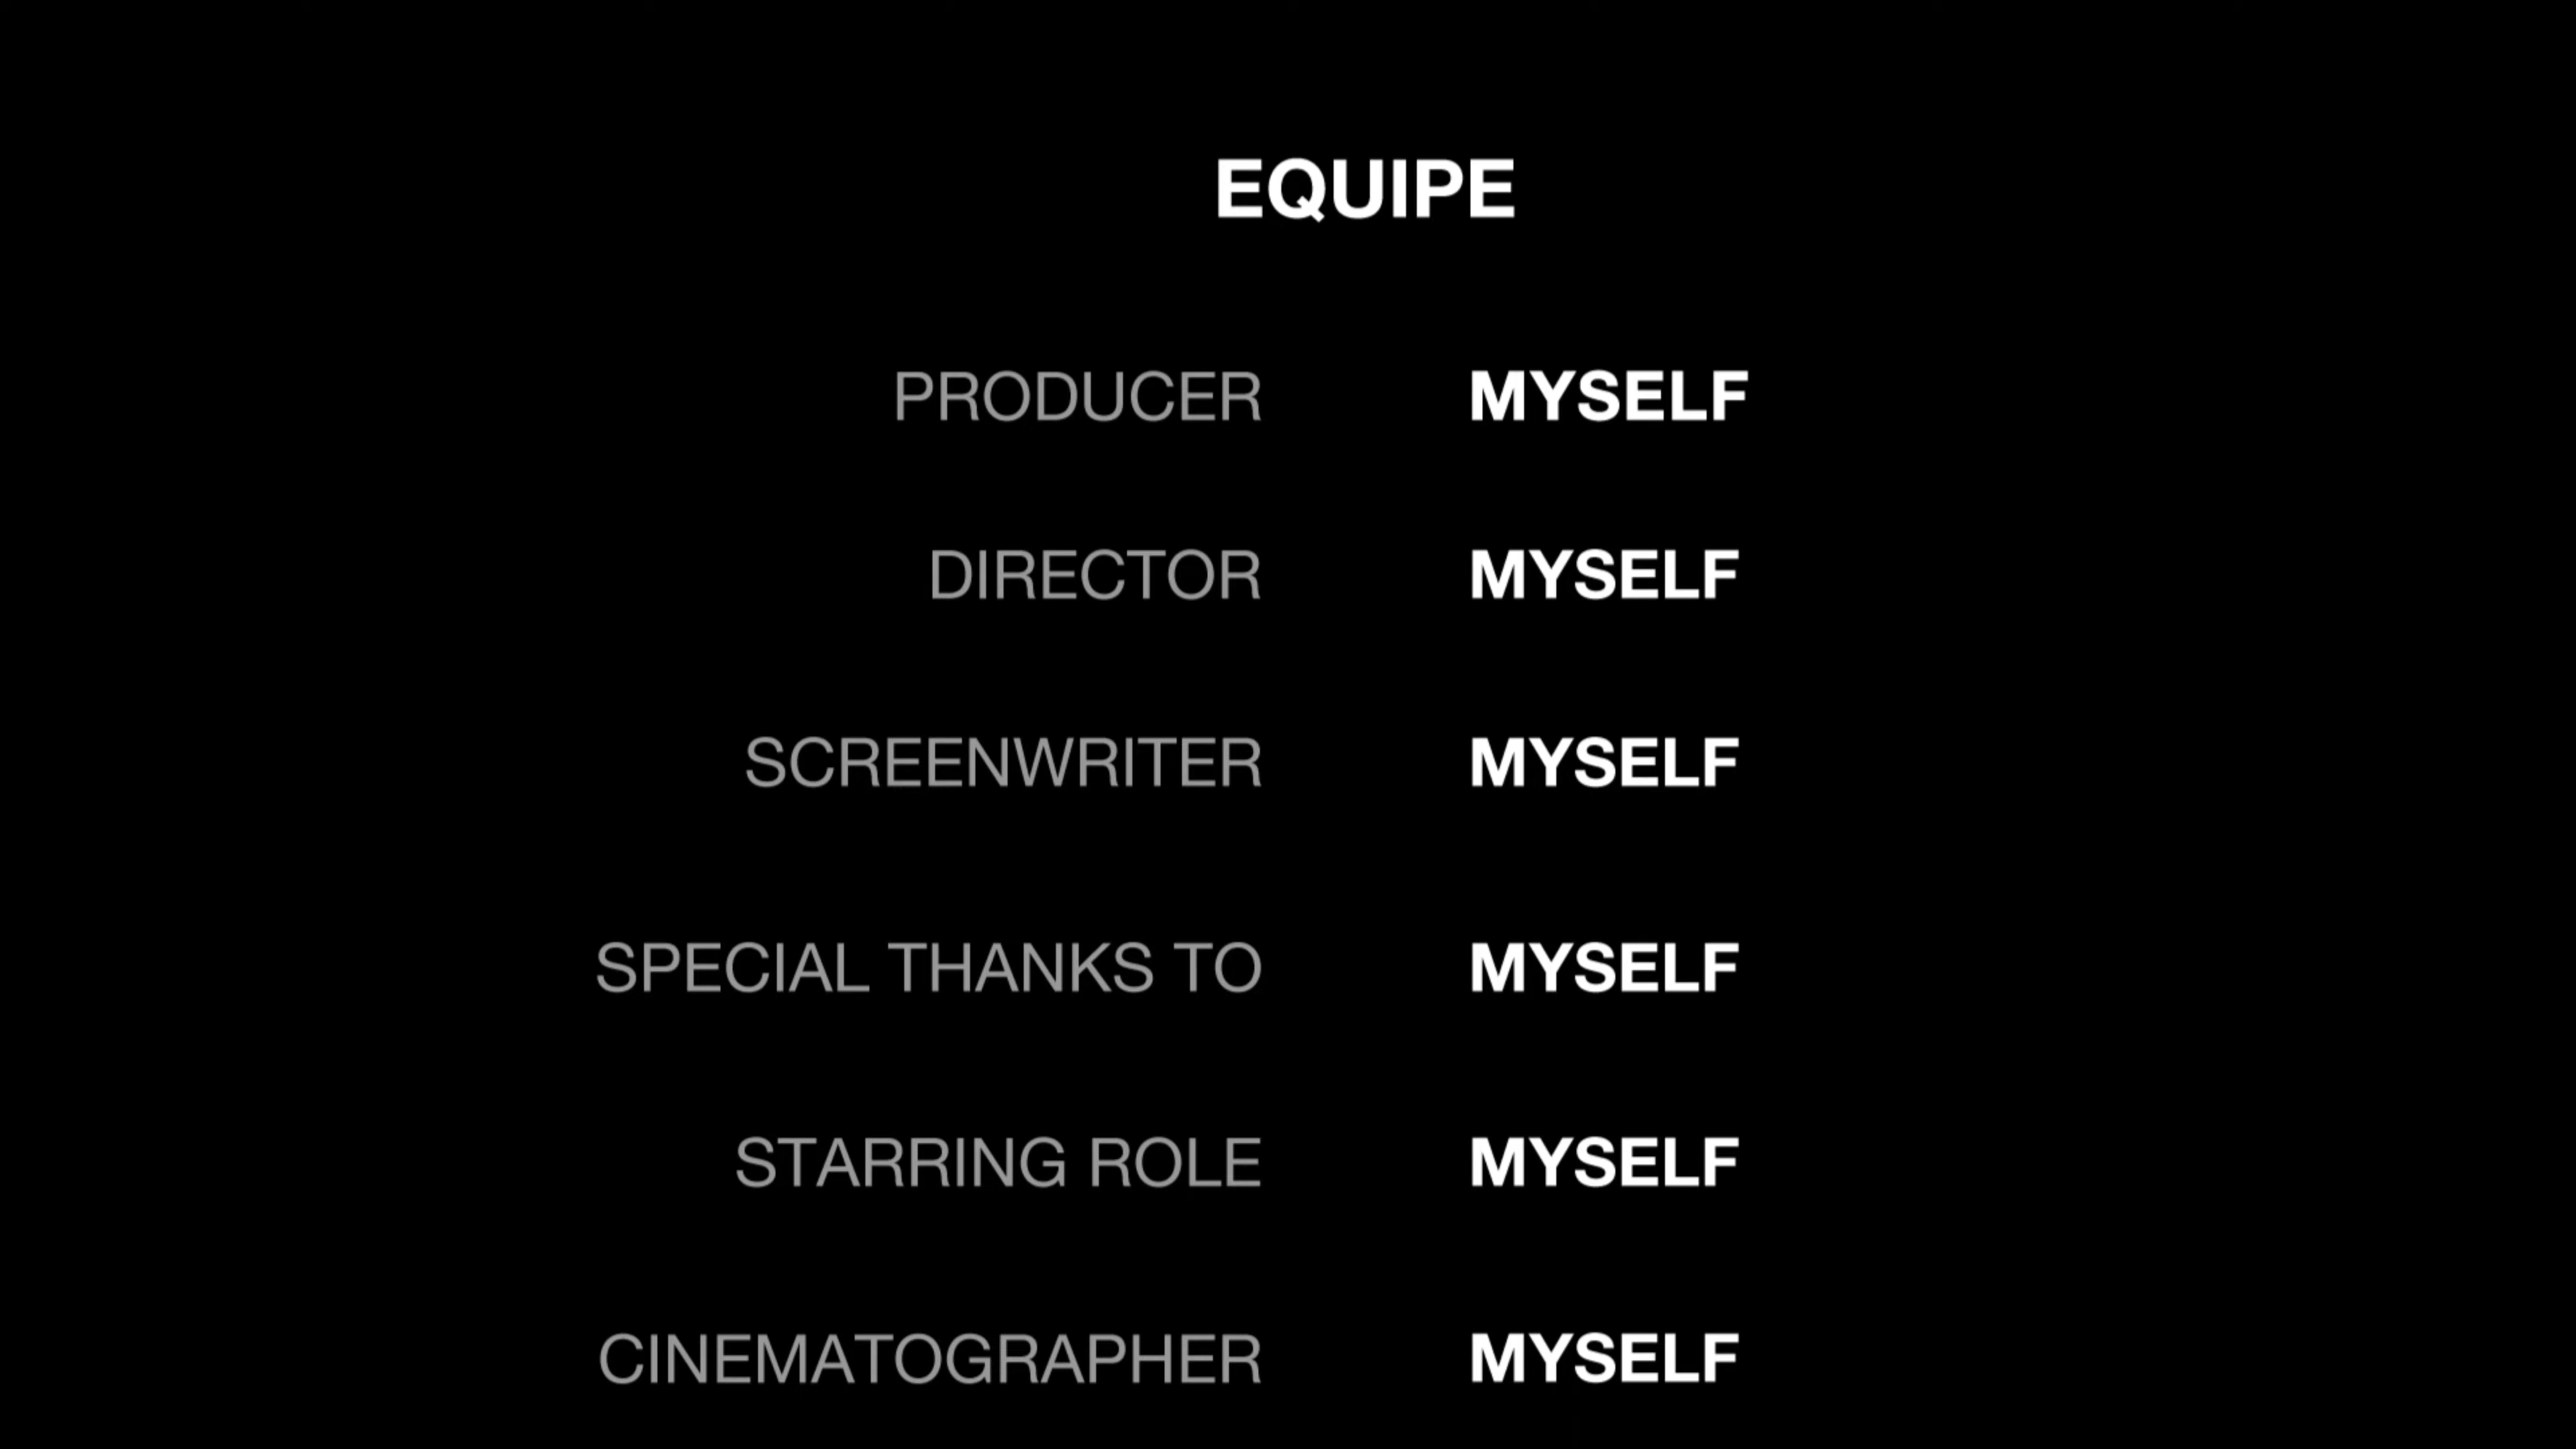 EQUIPE
PRODUCER MYSELF
DIRECTOR MYSELF
SCREENWRITER MYSELF
SPECIAL THANKS TO MYSELF
STARRING ROLE MYSELF
CINEMATOGRAPHER MYSELF